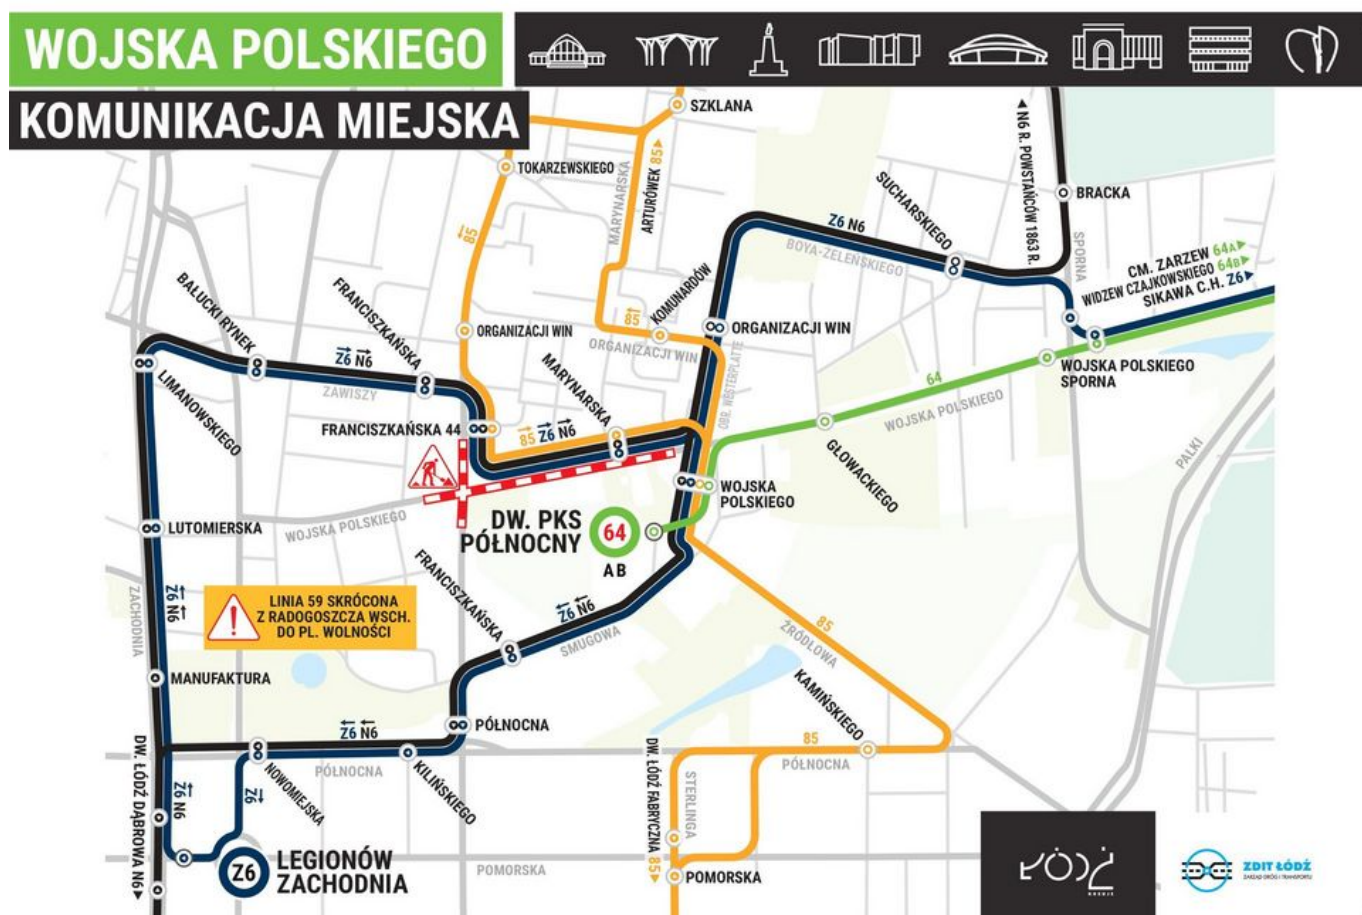 WOJSKA POLSKIEGO
KOMUNIKACJA MIEJSKA
SZKLANA
TOKARZEWSKIEGO
MARYNARSKA
ARTURÓWEK 85
85
N6 R. POWSTAŃCÓW 1863 R.
BRACKA
SUCHARSKIEGO
Z6 N6
BOYA-ŻELEŃSKIEGO
SPORNA
CM. ZARZEW 64A
WIDZEW CZAJKOWSKIEGO 64B
SIKAWA C.H. Z6
BAŁUCKI RYNEK
FRANCISZKAŃSKA
KOMUNARDÓW
85
ORGANIZACJI WIN
ORGANIZACJI WIN
ORGANIZACJI WIN
Z6 N6
ZAWISZY
MARYNARSKA
OBR. WESTERPLATTE
WOJSKA POLSKIEGO
SPORNA
64
WOJSKA POLSKIEGO
LIMANOWSKIEGO
FRANCISZKAŃSKA 44
85 Z6 N6
GŁOWACKIEGO
PALKI
WOJSKA
POLSKIEGO
WOJSKA POLSKIEGO
LUTOMIERSKA
DW. PKS
PÓŁNOCNY
64
AB
FRANCISZKAŃSKA
Z6 N6
ZACHODNIA
LINIA 59 SKRÓCONA
Z RADOGOSZCZA WSCH.
DO PL. WOLNOŚCI
Z6 N6
SMUGOWA
85
ŹRÓDŁOWA
MANUFAKTURA
KAMIŃSKIEGO
PÓŁNOCNA
Z6 N6
85
DW. ŁÓDŹ DĄBROWA N6
Z6 N6
Z6
NOWOMIEJSKA
PÓŁNOCNA
KILIŃSKIEGO
DW. ŁÓDŹ FABRYCZNA 85
STERLINGA
PÓŁNOCNA
Z6
LEGIONÓW
ZACHODNIA
POMORSKA
POMORSKA
ZDIT ŁÓDŹ
ZARZĄD DRÓG I TRANSPORTU